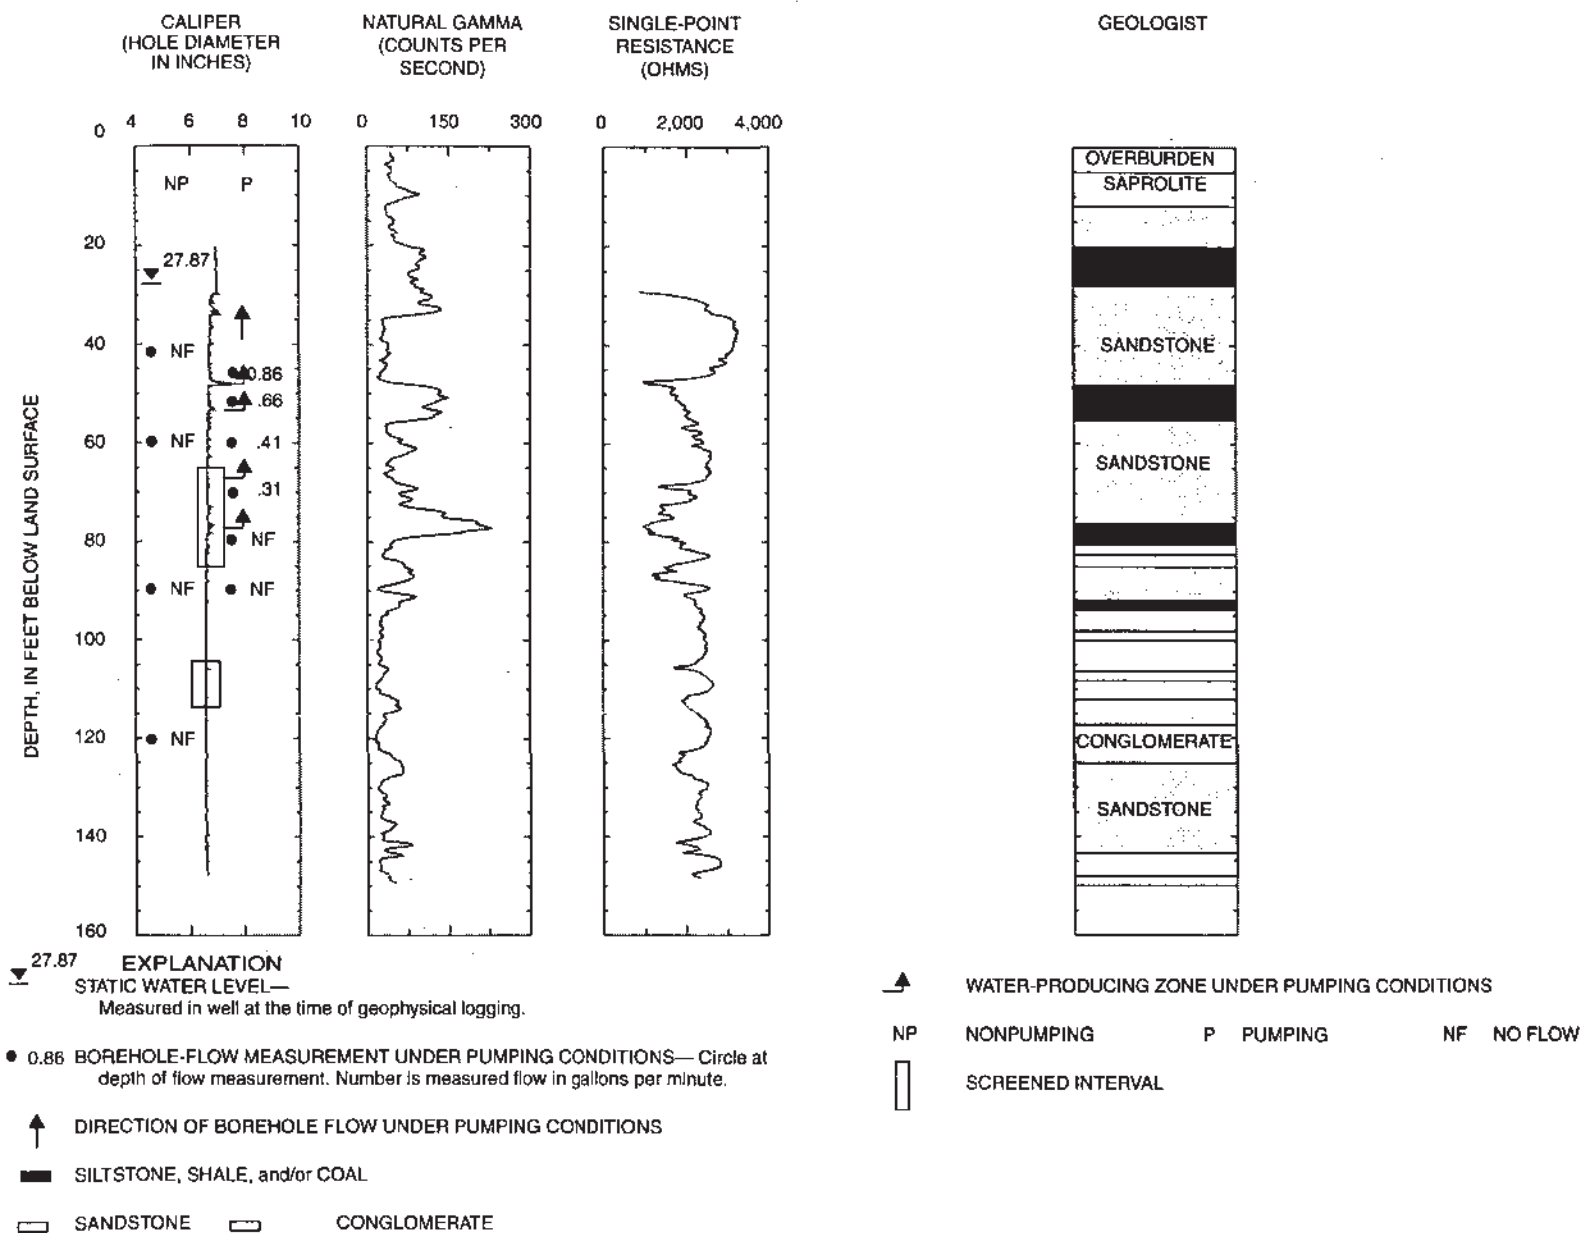 CALIPER
(HOLE DIAMETER
IN INCHES)
NATURAL GAMMA
(COUNTS PER
SECOND)
SINGLE-POINT
RESISTANCE
(OHMS)
GEOLOGIST
4 6 8 10
0 150 300
0 2,000 4,000
0
20
40
60
80
100
120
140
160
DEPTH, IN FEET BELOW LAND SURFACE
NP P
27.87
NF
0.86
.66
NF .41
.31
NF
NF NF
NF
OVERBURDEN
SAPROLITE
SANDSTONE
SANDSTONE
CONGLOMERATE
SANDSTONE
27.87 EXPLANATION
STATIC WATER LEVEL—
Measured in well at the time of geophysical logging.
0.86 BOREHOLE-FLOW MEASUREMENT UNDER PUMPING CONDITIONS— Circle at
depth of flow measurement. Number is measured flow in gallons per minute.
DIRECTION OF BOREHOLE FLOW UNDER PUMPING CONDITIONS
SILTSTONE, SHALE, and/or COAL
SANDSTONE CONGLOMERATE
WATER-PRODUCING ZONE UNDER PUMPING CONDITIONS
NP NONPUMPING P PUMPING NF NO FLOW
SCREENED INTERVAL